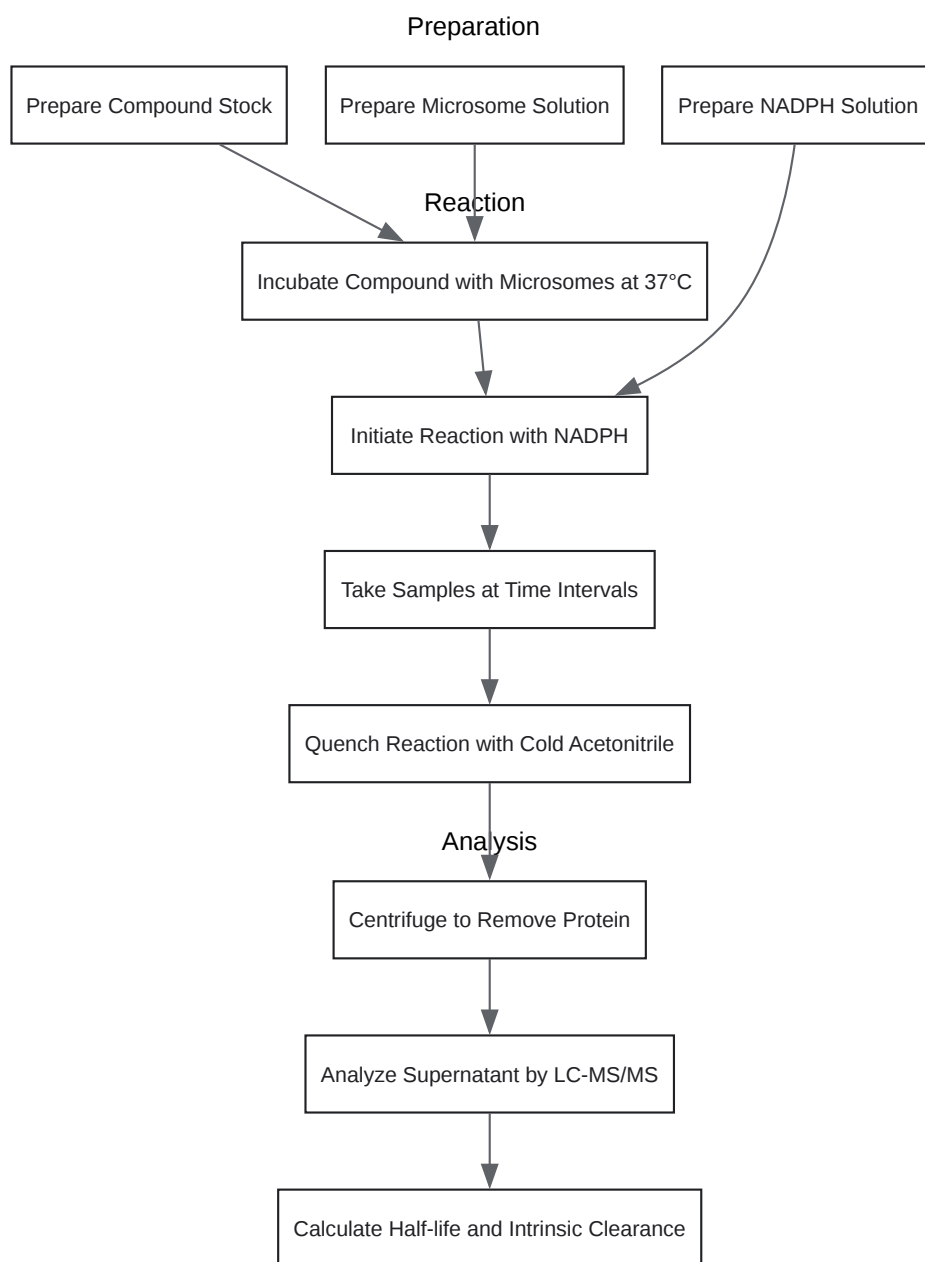 Preparation
Prepare Compound Stock
Prepare Microsome Solution
Prepare NADPH Solution
Reaction
Incubate Compound with Microsomes at 37°C
Initiate Reaction with NADPH
Take Samples at Time Intervals
Quench Reaction with Cold Acetonitrile
Analysis
Centrifuge to Remove Protein
Analyze Supernatant by LC-MS/MS
Calculate Half-life and Intrinsic Clearance